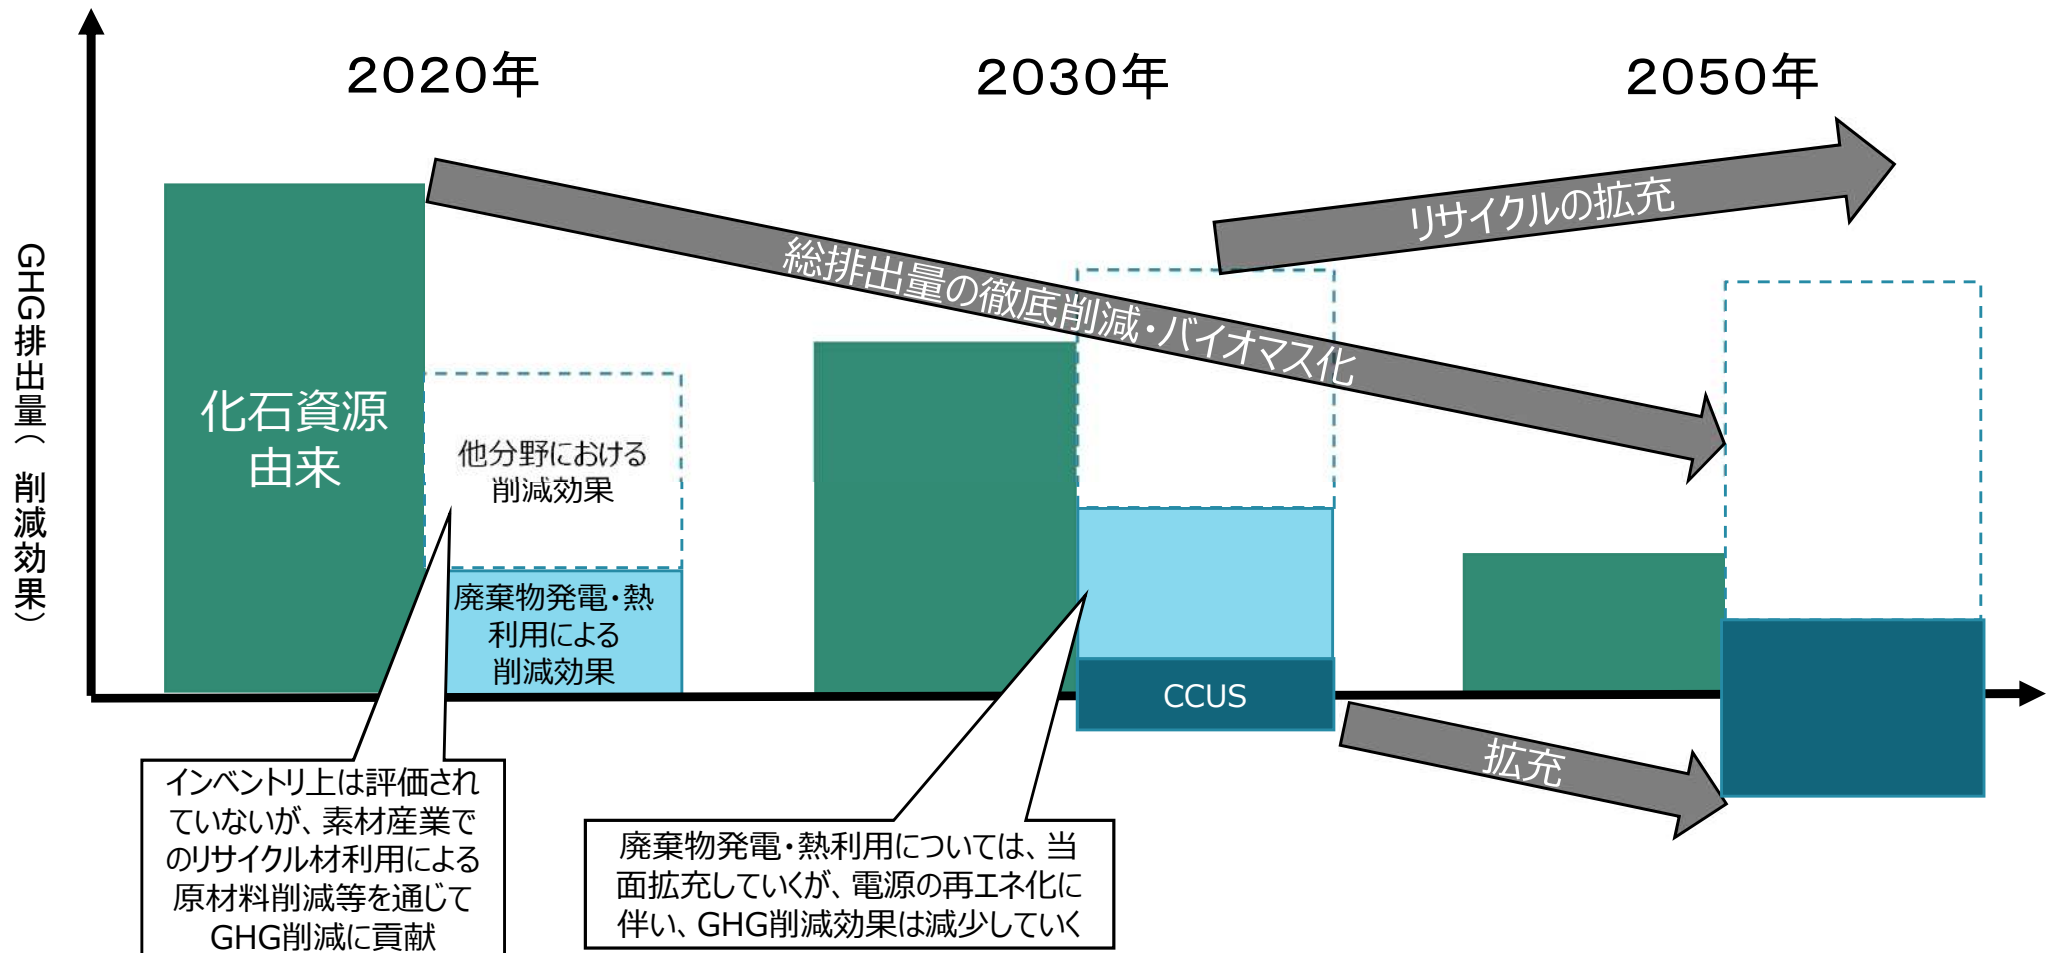 2020年
2030年
2050年
GHG排出量（削減効果）
リサイクルの拡充
総排出量の徹底削減・バイオマス化
化石資源
由来
他分野における
削減効果
廃棄物発電・熱
利用による
削減効果
CCUS
拡充
インベントリ上は評価され
ていないが、素材産業で
のリサイクル材利用による
原材料削減等を通じて
GHG削減に貢献
廃棄物発電・熱利用については、当
面拡充していくが、電源の再エネ化に
伴い、GHG削減効果は減少していく